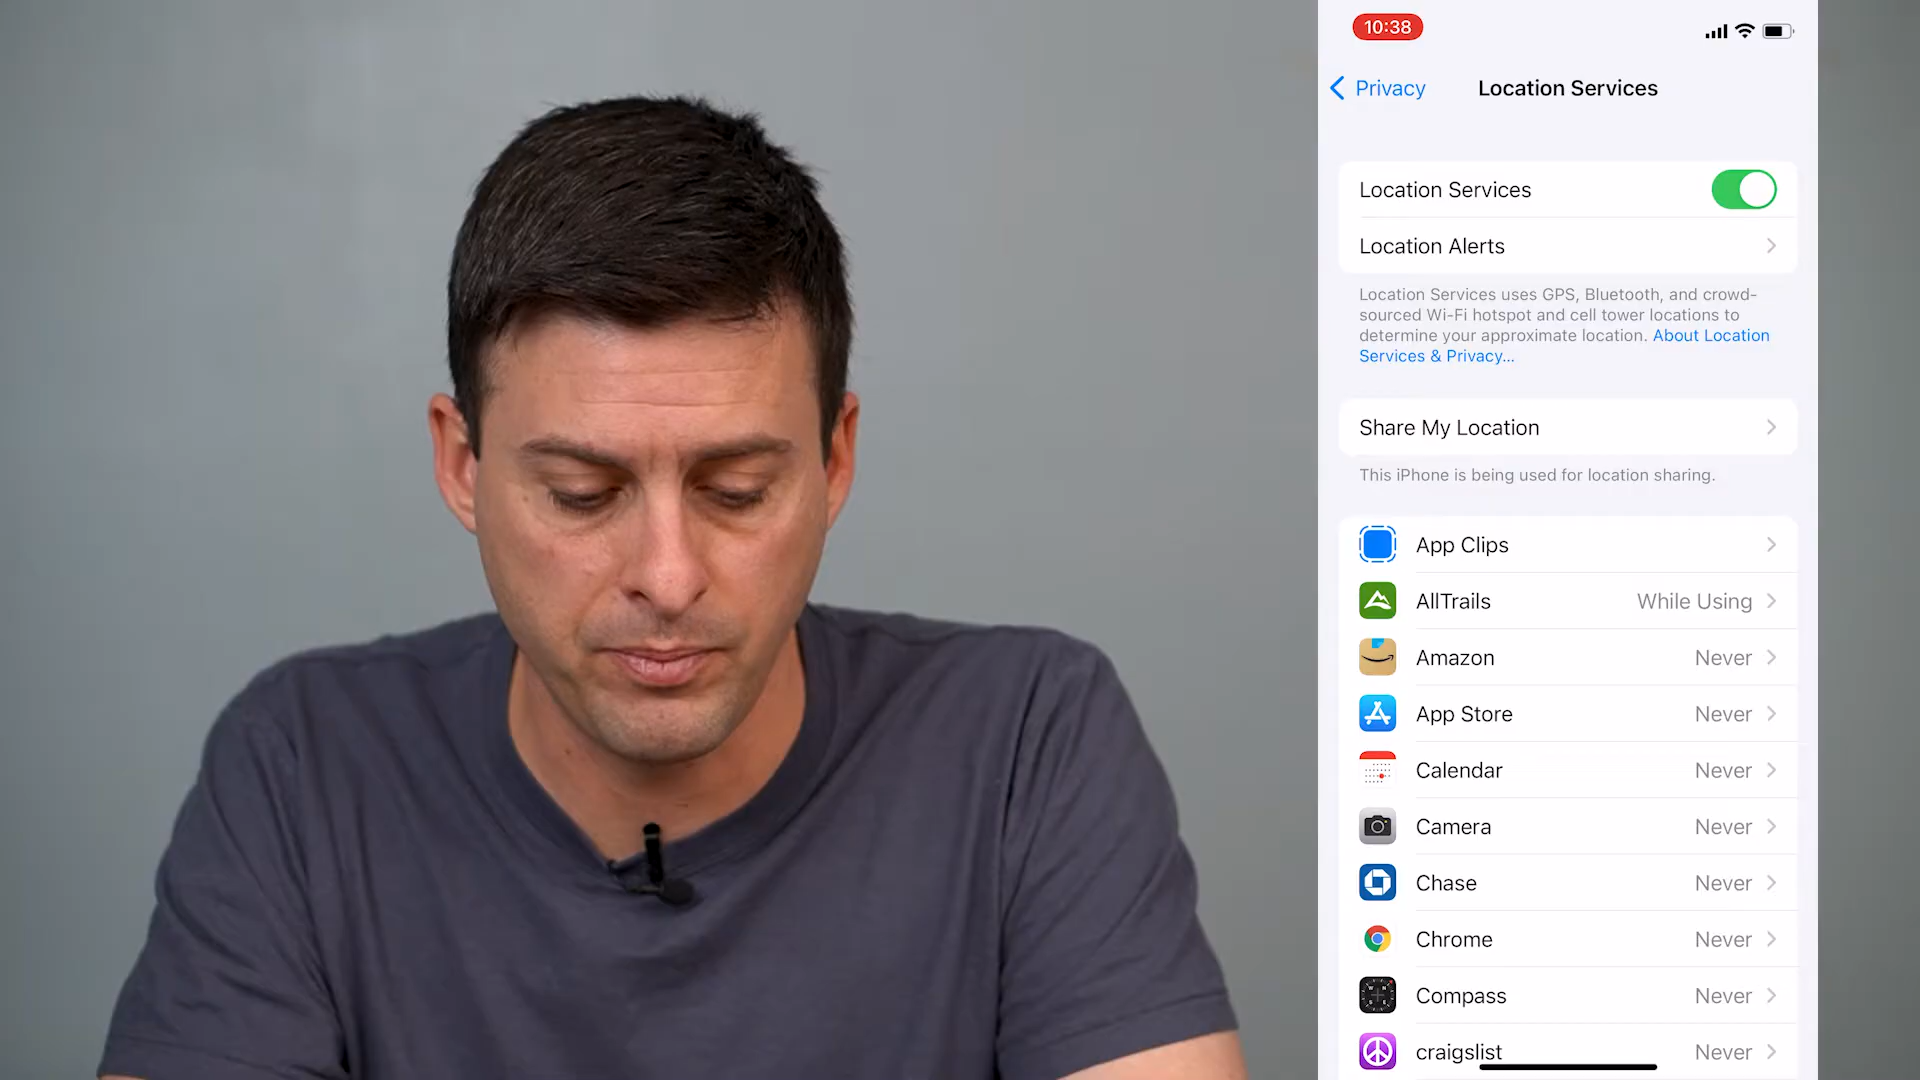 10:38
Privacy
Location Services
Location Services
Location Alerts
Location Services uses GPS, Bluetooth, and crowd-
sourced Wi-Fi hotspot and cell tower locations to
determine your approximate location. About Location
Services & Privacy...
Share My Location
This iPhone is being used for location sharing.
App Clips
AllTrails While Using
Amazon Never
App Store Never
Calendar Never
Camera Never
Chase Never
Chrome Never
Compass Never
craigslist Never